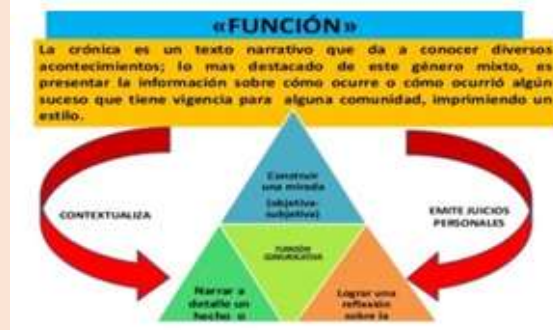 «FUNCIÓN»
La crónica es un texto narrativo que da a conocer diversos
acontecimientos; lo mas destacado de este género mixto, es
presentar la información sobre cómo ocurre o cómo ocurrió algún
suceso que tiene vigencia para alguna comunidad, imprimiendo un
estilo.
Construir
una mirada
(objetiva-
subjetiva)
CONTEXTUALIZA
EMITE JUICIOS
PERSONALES
FUNCIÓN
COMUNICATIVA
Narrar a
detalle un
hecho o
Lograr una
reflexión
sobre la